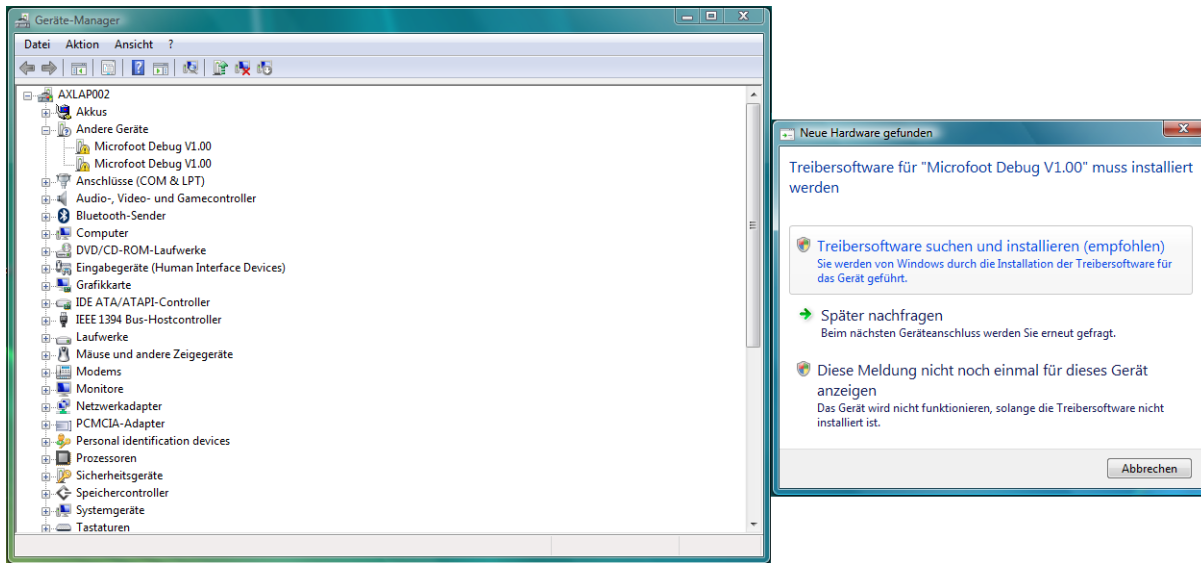 Geräte-Manager
Datei Aktion Ansicht ?
AXLAP002
Akkus
Andere Geräte
Microfoot Debug V1.00
Microfoot Debug V1.00
Anschlüsse (COM & LPT)
Audio-, Video- und Gamecontroller
Bluetooth-Sender
Computer
DVD/CD-ROM-Laufwerke
Eingabegeräte (Human Interface Devices)
Grafikkarte
IDE ATA/ATAPI-Controller
IEEE 1394 Bus-Hostcontroller
Laufwerke
Mäuse und andere Zeigegeräte
Modems
Monitore
Netzwerkadapter
PCMCIA-Adapter
Personal identification devices
Prozessoren
Sicherheitsgeräte
Speichercontroller
Systemgeräte
Tastaturen
Neue Hardware gefunden
Treibersoftware für "Microfoot Debug V1.00" muss installiert
werden
Treibersoftware suchen und installieren (empfohlen)
Sie werden von Windows durch die Installation der Treibersoftware für
das Gerät geführt.
Später nachfragen
Beim nächsten Geräteanschluss werden Sie erneut gefragt.
Diese Meldung nicht noch einmal für dieses Gerät
anzeigen
Das Gerät wird nicht funktionieren, solange die Treibersoftware nicht
installiert ist.
Abbrechen